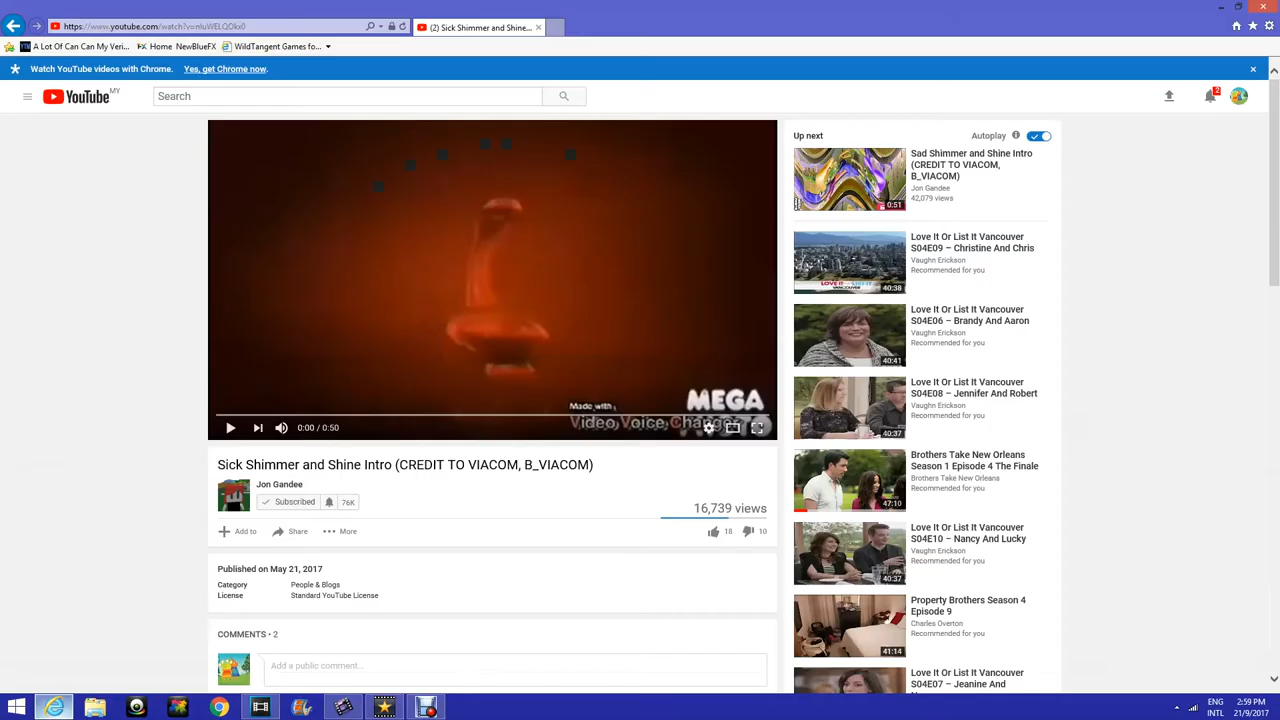 https://www.youtube.com/watch?v=nIuWELQOkx0
(2) Sick Shimmer and Shine...
A Lot Of Can Can My Veri...
Home NewBlueFX
WildTangent Games fo...
Watch YouTube videos with Chrome. Yes, get Chrome now.
YouTube MY
Search
2
MEGA
Made with
Video Voice Changer
0:00 / 0:50
Sick Shimmer and Shine Intro (CREDIT TO VIACOM, B_VIACOM)
Jon Gandee
Subscribed 76K
16,739 views
Add to Share More 18 10
Published on May 21, 2017
Category People & Blogs
License Standard YouTube License
COMMENTS • 2
Add a public comment...
Up next Autoplay
Sad Shimmer and Shine Intro
(CREDIT TO VIACOM,
B_VIACOM)
Jon Gandee
42,079 views
0:51
Love It Or List It Vancouver
S04E09 – Christine And Chris
Vaughn Erickson
Recommended for you
LOVE IT LIST IT
VANCOUVER
40:38
Love It Or List It Vancouver
S04E06 – Brandy And Aaron
Vaughn Erickson
Recommended for you
40:41
Love It Or List It Vancouver
S04E08 – Jennifer And Robert
Vaughn Erickson
Recommended for you
40:37
Brothers Take New Orleans
Season 1 Episode 4 The Finale
Brothers Take New Orleans
Recommended for you
47:10
Love It Or List It Vancouver
S04E10 – Nancy And Lucky
Vaughn Erickson
Recommended for you
40:37
Property Brothers Season 4
Episode 9
Charles Overton
Recommended for you
41:14
Love It Or List It Vancouver
S04E07 – Jeanine And
ENG
INTL
2:59 PM
21/9/2017